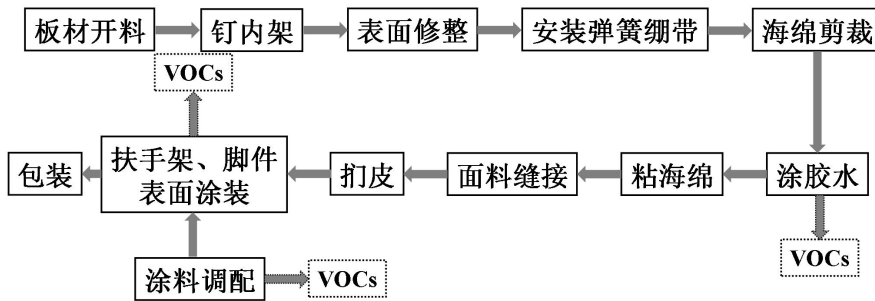 板材开料
钉内架
表面修整
安装弹簧绷带
海绵剪裁
VOCs
包装
扶手架、脚件
表面涂装
扪皮
面料缝接
粘海绵
涂胶水
涂料调配
VOCs
VOCs